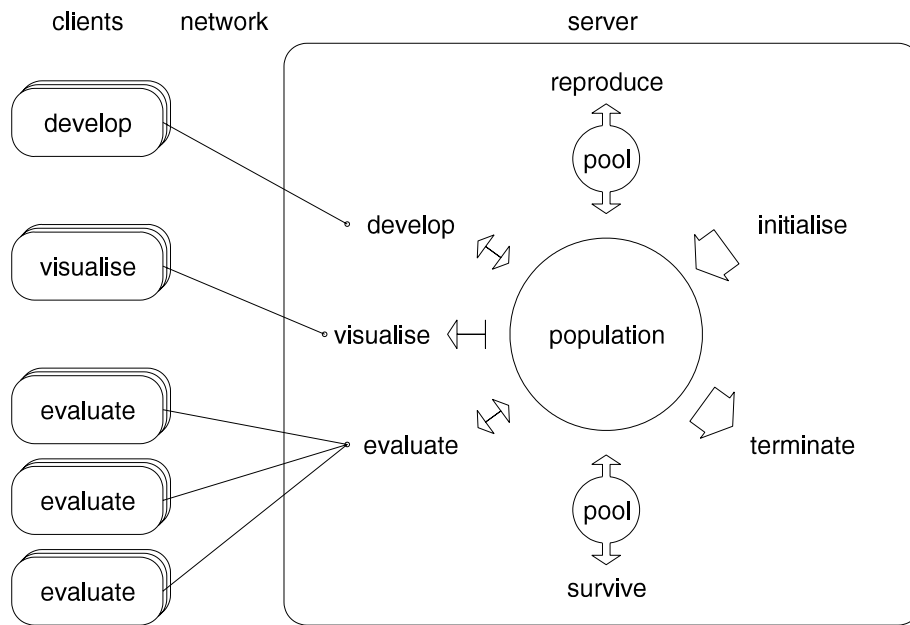 clients
network
server
develop
visualise
evaluate
evaluate
evaluate
reproduce
pool
develop
initialise
visualise
population
evaluate
terminate
pool
survive